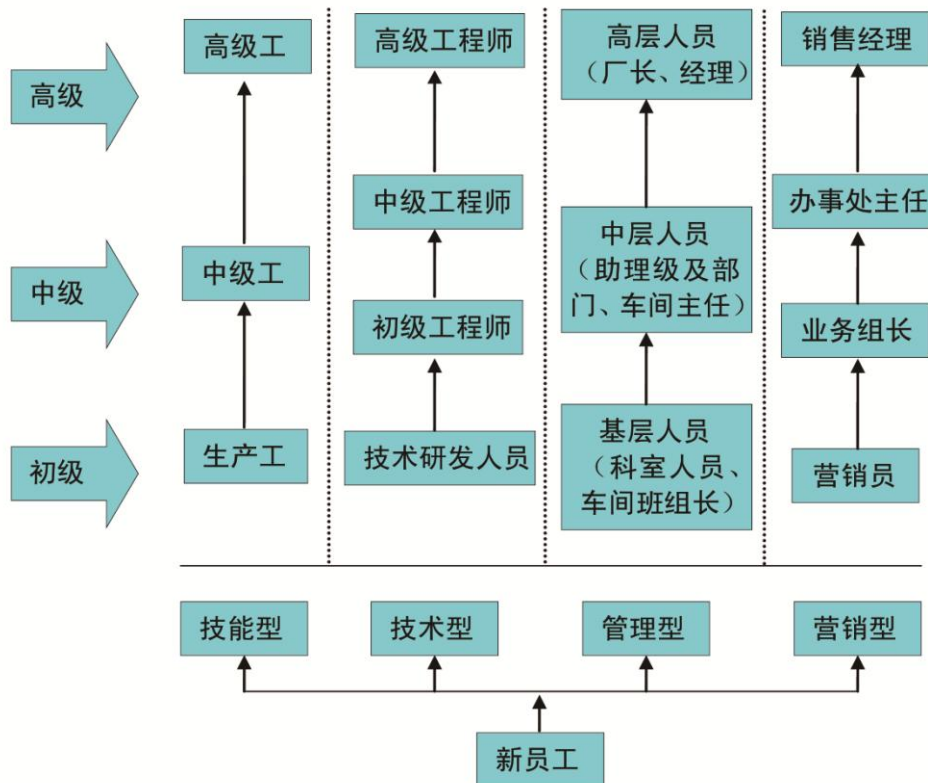 高级工
高级工程师
高层人员
（厂长、经理）
销售经理
高级
中级工程师
办事处主任
中级
中级工
中层人员
（助理级及部
门、车间主任）
初级工程师
业务组长
初级
生产工
技术研发人员
基层人员
（科室人员、
车间班组长）
营销员
技能型
技术型
管理型
营销型
新员工